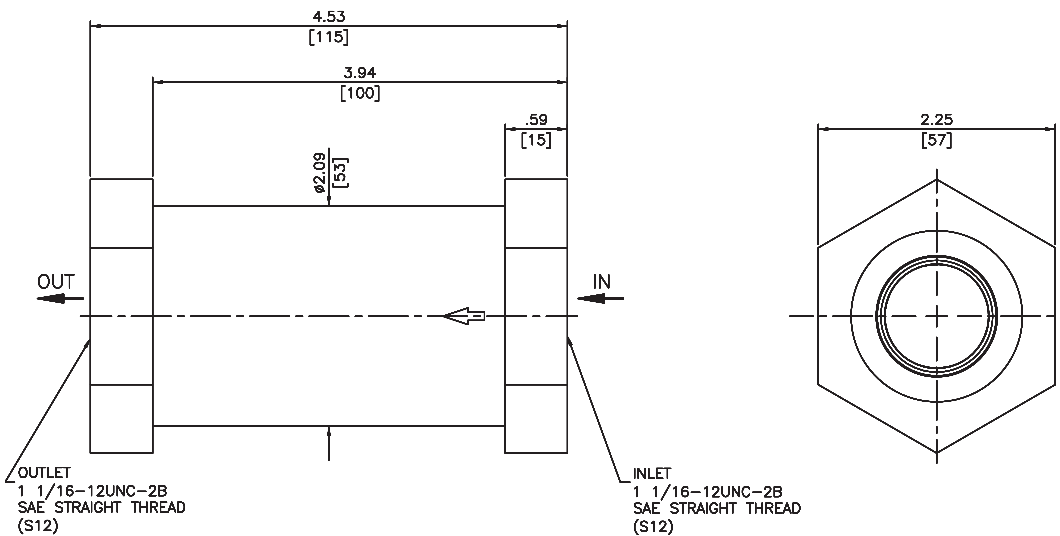 4.53
[115]
3.94
[100]
.59
[15]
2.25
[57]
ø2.09
[53]
OUT
IN
OUTLET
1 1/16-12UNC-2B
SAE STRAIGHT THREAD
(S12)
INLET
1 1/16-12UNC-2B
SAE STRAIGHT THREAD
(S12)